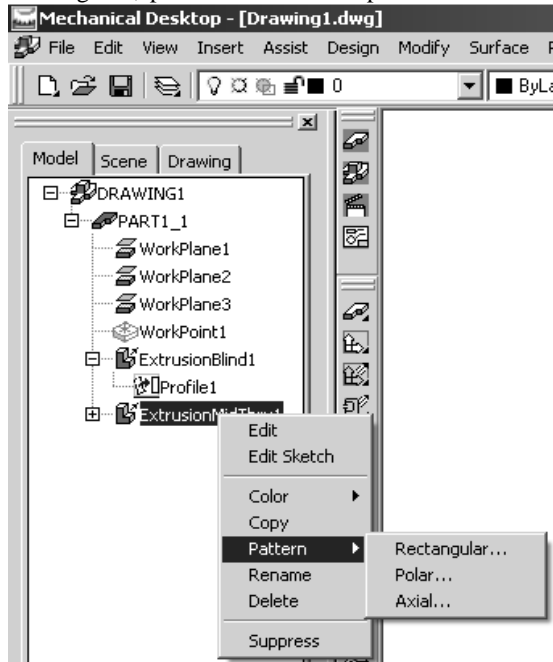 Mechanical Desktop - [Drawing1.dwg]
File Edit View Insert Assist Design Modify Surface
0 ByLa
Model Scene Drawing
DRAWING1
PART1_1
WorkPlane1
WorkPlane2
WorkPlane3
WorkPoint1
ExtrusionBlind1
Profile1
ExtrusionMidThru1
Edit
Edit Sketch
Color
Copy
Pattern Rectangular...
Rename Polar...
Delete Axial...
Suppress